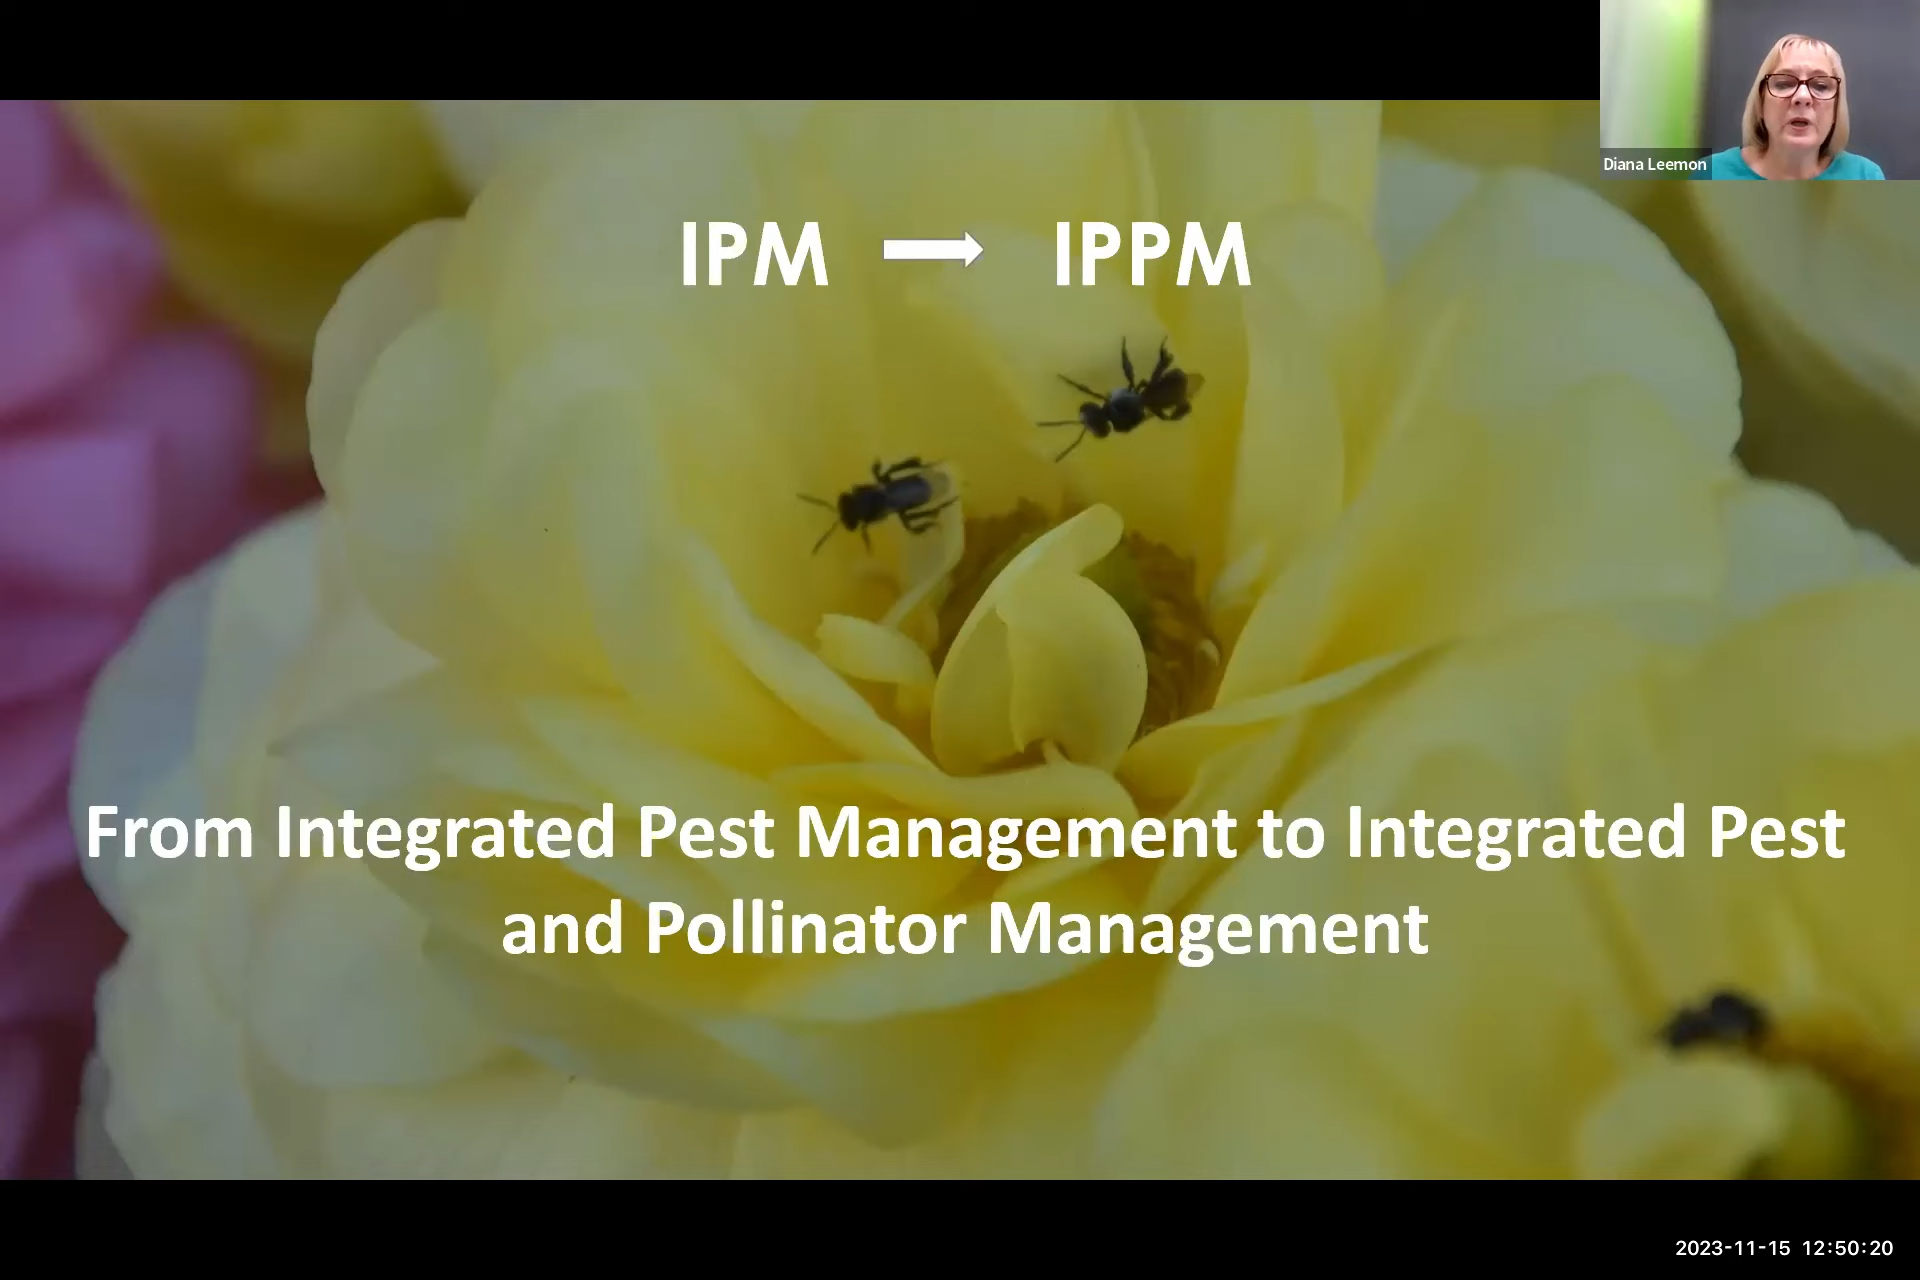 Diana Leemon
IPM IPPM
From Integrated Pest Management to Integrated Pest
and Pollinator Management
2023-11-15 12:50:20